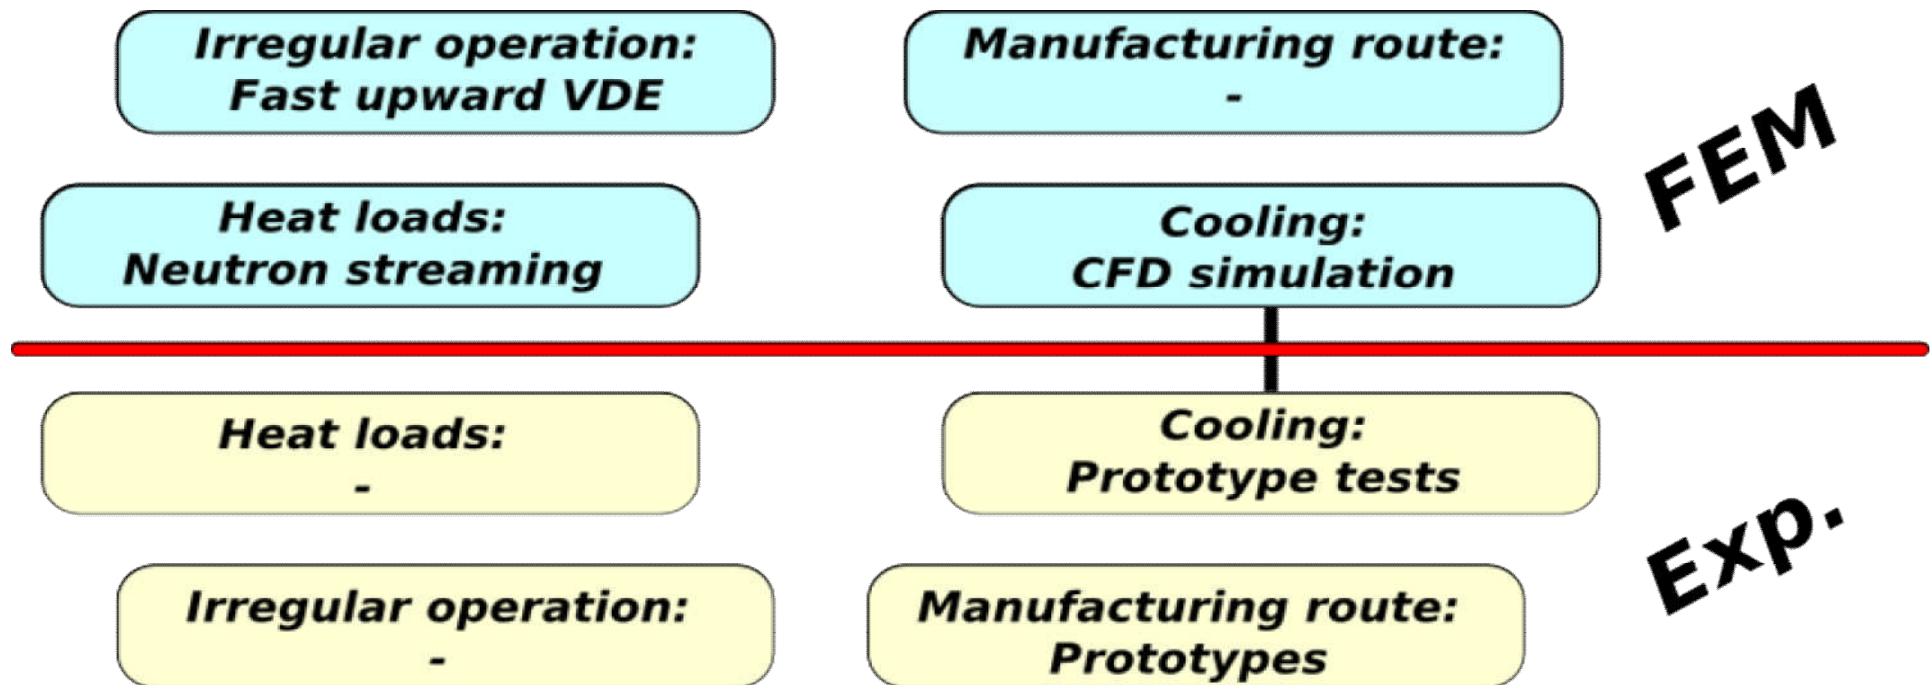 Irregular operation:
Fast upward VDE
Manufacturing route:
-
FEM
Heat loads:
Neutron streaming
Cooling:
CFD simulation
Heat loads:
-
Cooling:
Prototype tests
Exp.
Irregular operation:
-
Manufacturing route:
Prototypes